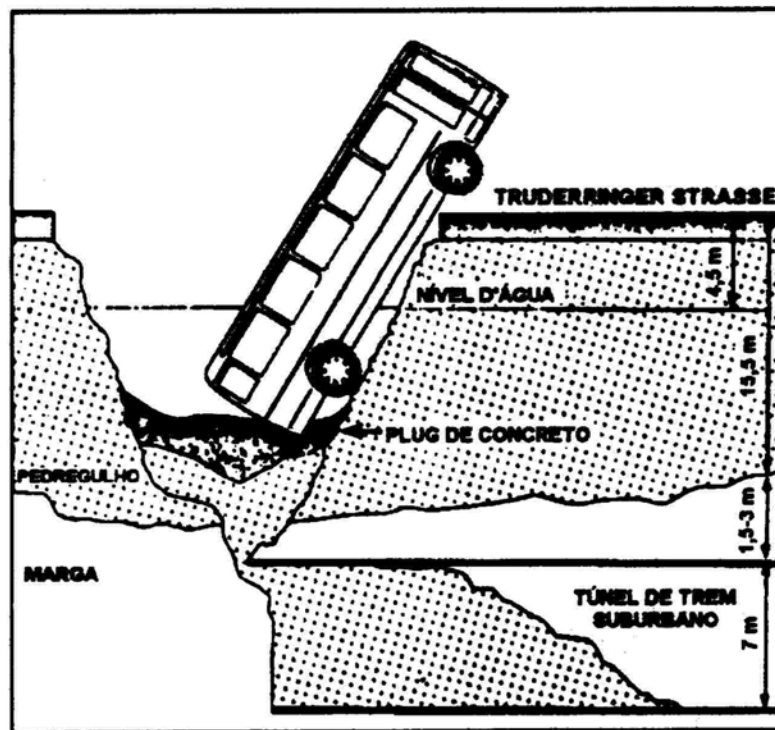 TRUDERRINGER STRASSE
4,5 m
NÍVEL D'ÁGUA
15,5 m
PLUG DE CONCRETO
PEDREGULHO
1,5-3 m
MARGA
TÚNEL DE TREM
SUBURBANO
7 m